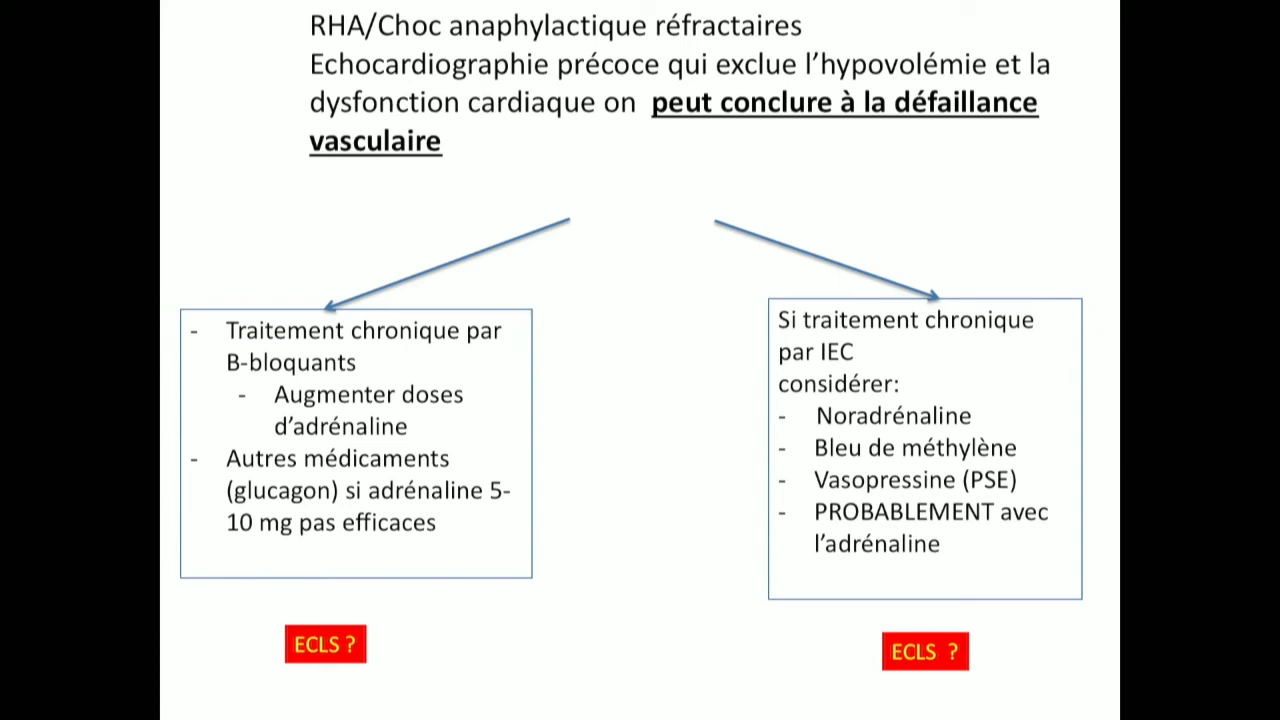 RHA/Choc anaphylactique réfractaires
Echocardiographie précoce qui exclue l’hypovolémie et la
dysfonction cardiaque on peut conclure à la défaillance
vasculaire
- Traitement chronique par
B-bloquants
- Augmenter doses
d’adrénaline
- Autres médicaments
(glucagon) si adrénaline 5-
10 mg pas efficaces
Si traitement chronique
par IEC
considérer:
- Noradrénaline
- Bleu de méthylène
- Vasopressine (PSE)
- PROBABLEMENT avec
l’adrénaline
ECLS ?
ECLS ?